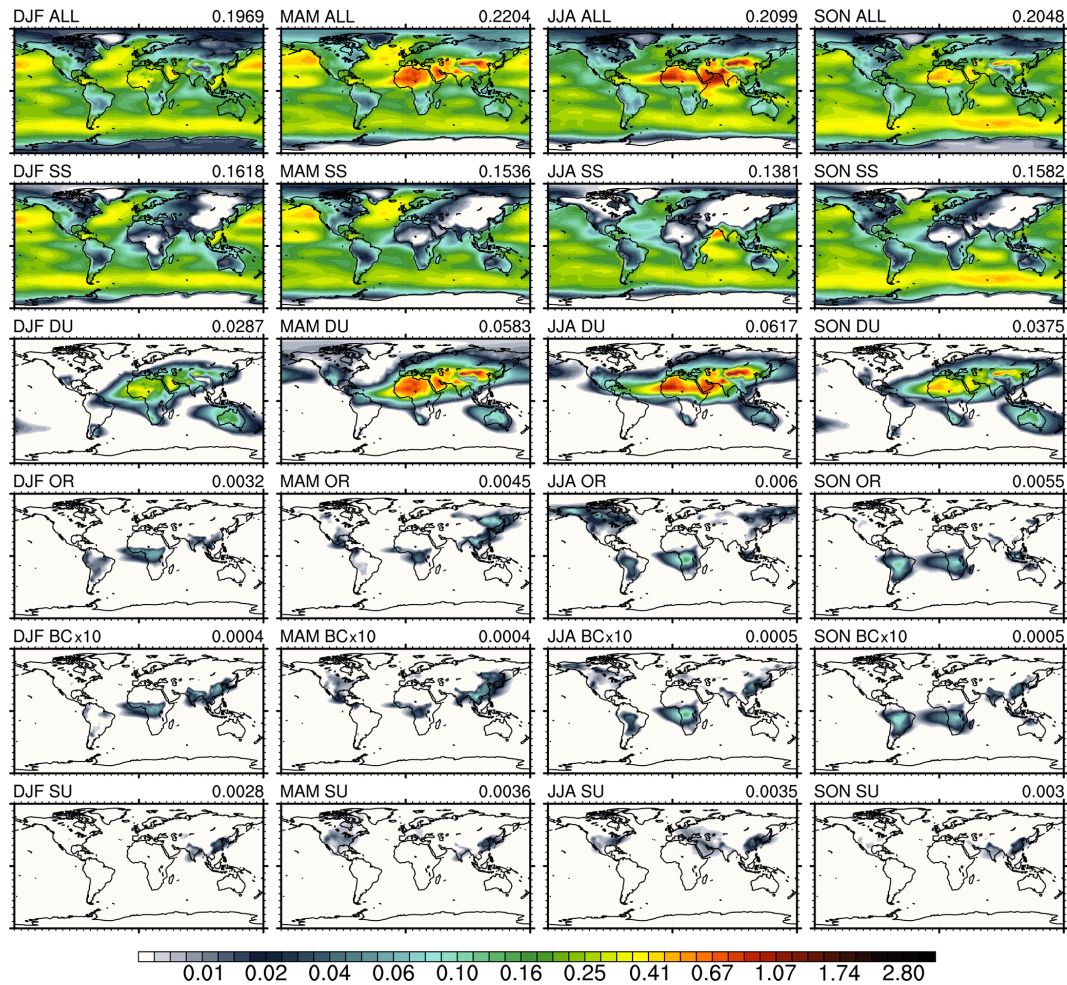 DJF ALL 0.1969 MAM ALL 0.2204 JJA ALL 0.2099 SON ALL 0.2048
DJF SS 0.1618 MAM SS 0.1536 JJA SS 0.1381 SON SS 0.1582
DJF DU 0.0287 MAM DU 0.0583 JJA DU 0.0617 SON DU 0.0375
DJF OR 0.0032 MAM OR 0.0045 JJA OR 0.006 SON OR 0.0055
DJF BCx10 0.0004 MAM BCx10 0.0004 JJA BCx10 0.0005 SON BCx10 0.0005
DJF SU 0.0028 MAM SU 0.0036 JJA SU 0.0035 SON SU 0.003
0.01 0.02 0.04 0.06 0.10 0.16 0.25 0.41 0.67 1.07 1.74 2.80